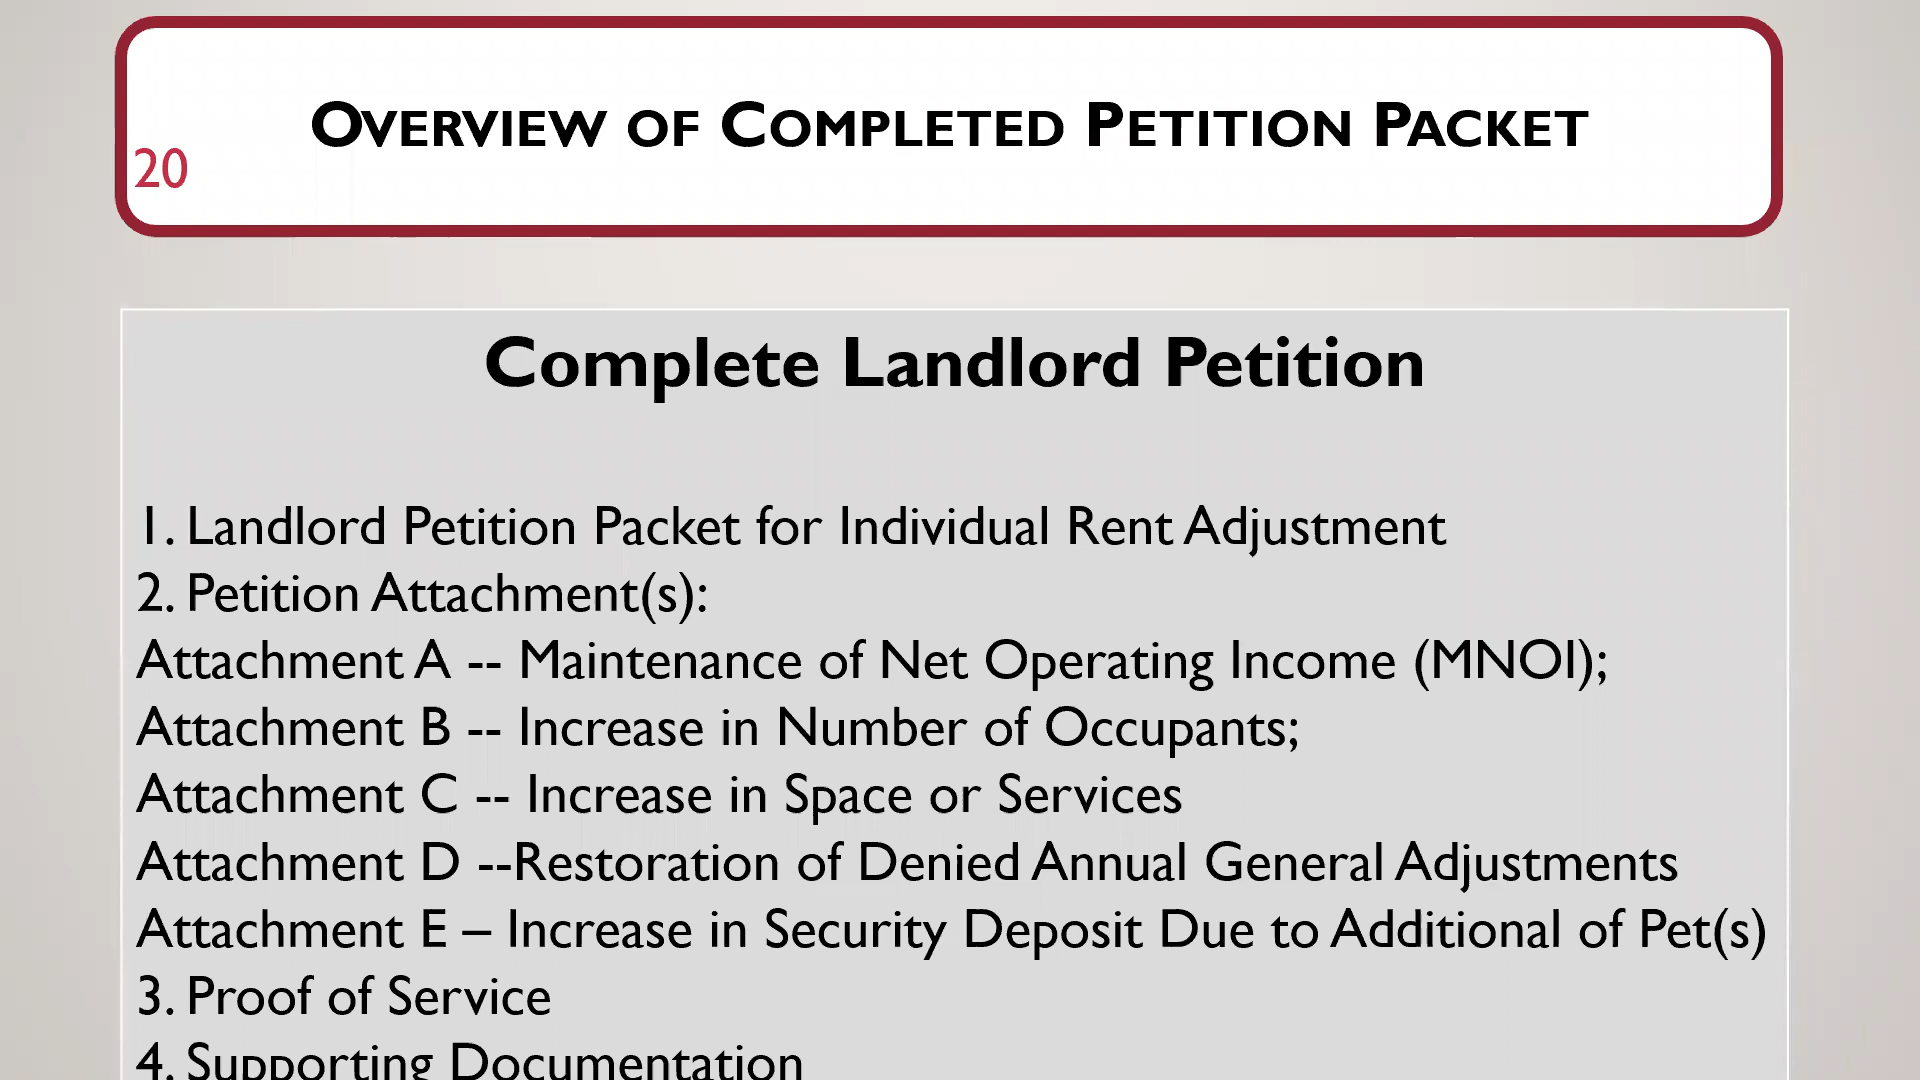 OVERVIEW OF COMPLETED PETITION PACKET
20
Complete Landlord Petition
1. Landlord Petition Packet for Individual Rent Adjustment
2. Petition Attachment(s):
Attachment A -- Maintenance of Net Operating Income (MNOI);
Attachment B -- Increase in Number of Occupants;
Attachment C -- Increase in Space or Services
Attachment D --Restoration of Denied Annual General Adjustments
Attachment E – Increase in Security Deposit Due to Additional of Pet(s)
3. Proof of Service
4. Supporting Documentation